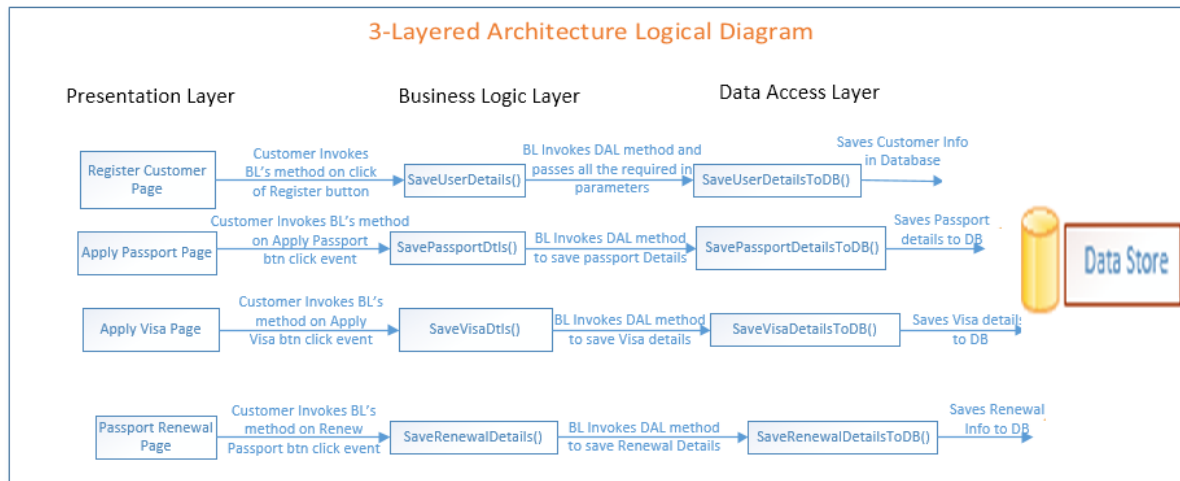 3-Layered Architecture Logical Diagram
Presentation Layer
Business Logic Layer
Data Access Layer
Register Customer
Page
Customer Invokes
BL's method on click
of Register button
SaveUserDetails()
BL Invokes DAL method and
passes all the required in
parameters
SaveUserDetailsToDB()
Saves Customer Info
in Database
Apply Passport Page
Customer Invokes BL's method
on Apply Passport
btn click event
SavePassportDtls()
BL Invokes DAL method
to save passport Details
SavePassportDetailsToDB()
Saves Passport
details to DB
Data Store
Apply Visa Page
Customer Invokes BL's
method on Apply
Visa btn click event
SaveVisaDtls()
BL Invokes DAL method
to save Visa details
SaveVisaDetailsToDB()
Saves Visa details
to DB
Passport Renewal
Page
Customer Invokes BL's
method on Renew
Passport btn click event
SaveRenewalDetails()
BL Invokes DAL method
to save Renewal Details
SaveRenewalDetailsToDB()
Saves Renewal
Info to DB